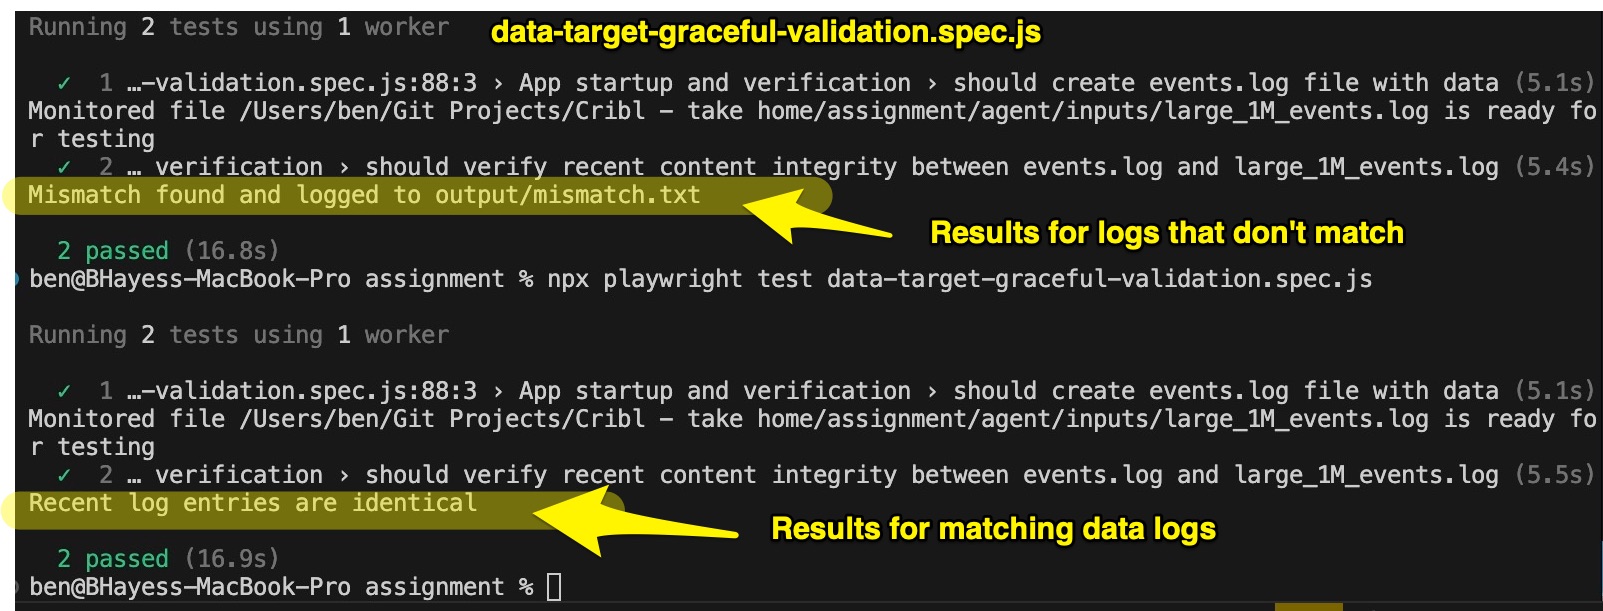 Running 2 tests using 1 worker data-target-graceful-validation.spec.js
✓ 1 …-validation.spec.js:88:3 › App startup and verification › should create events.log file with data (5.1s)
Monitored file /Users/ben/Git Projects/Cribl - take home/assignment/agent/inputs/large_1M_events.log is ready fo
r testing
✓ 2 … verification › should verify recent content integrity between events.log and large_1M_events.log (5.4s)
Mismatch found and logged to output/mismatch.txt
Results for logs that don't match
2 passed (16.8s)
ben@BHayess-MacBook-Pro assignment % npx playwright test data-target-graceful-validation.spec.js
Running 2 tests using 1 worker
✓ 1 …-validation.spec.js:88:3 › App startup and verification › should create events.log file with data (5.1s)
Monitored file /Users/ben/Git Projects/Cribl - take home/assignment/agent/inputs/large_1M_events.log is ready fo
r testing
✓ 2 … verification › should verify recent content integrity between events.log and large_1M_events.log (5.5s)
Recent log entries are identical
Results for matching data logs
2 passed (16.9s)
ben@BHayess-MacBook-Pro assignment %